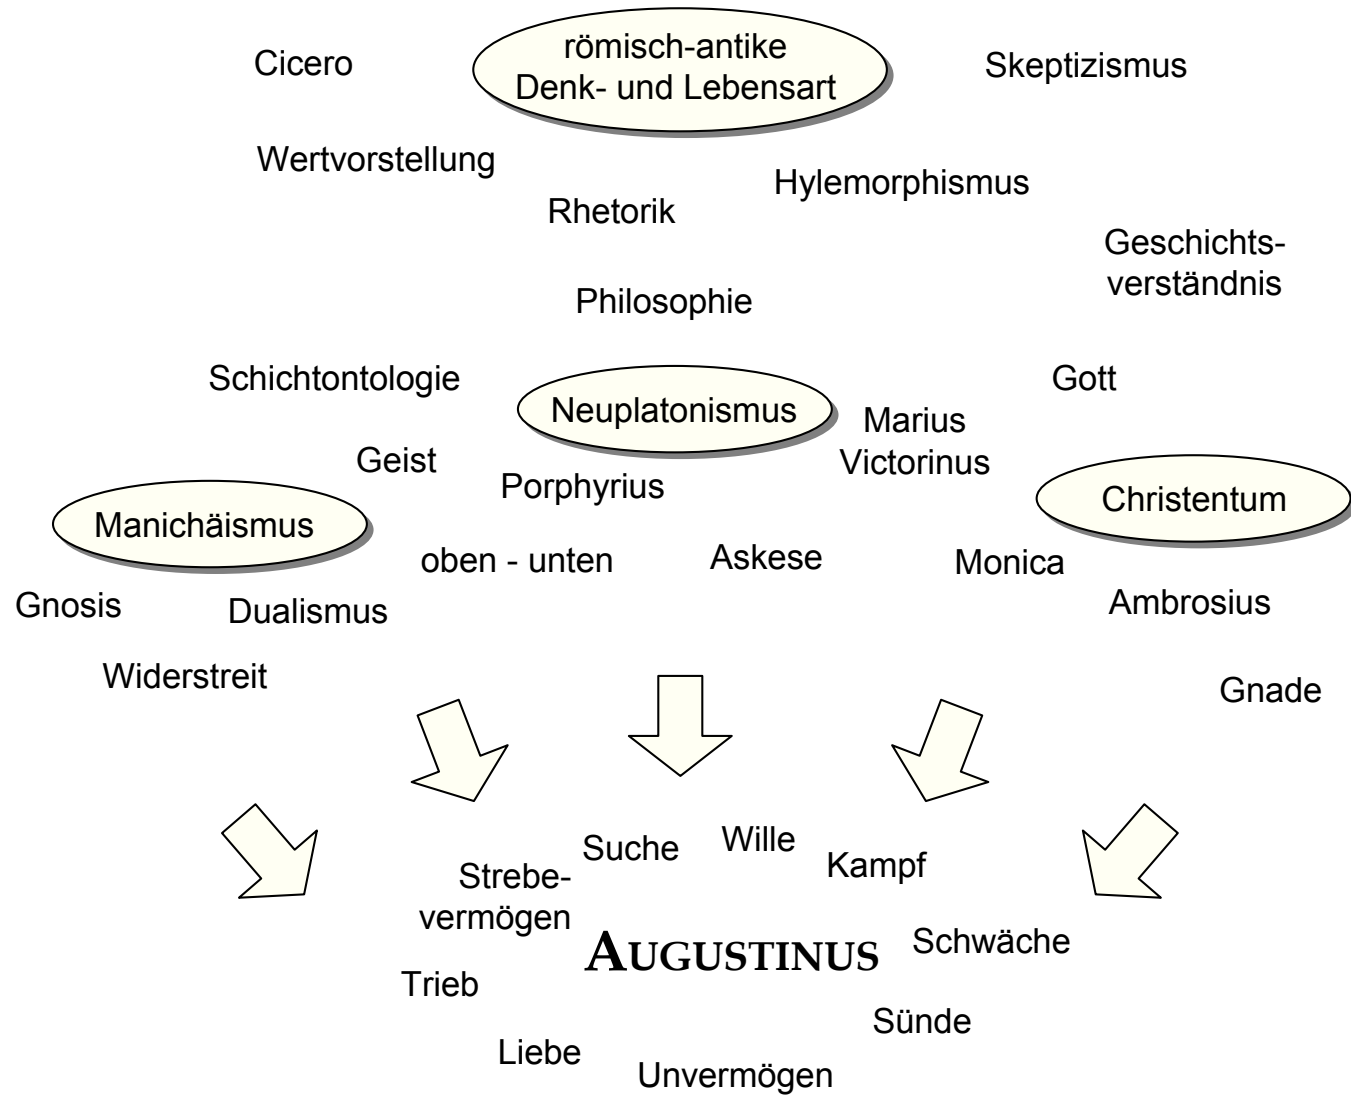 römisch-antike
Denk- und Lebensart
Cicero
Skeptizismus
Wertvorstellung
Hylemorphismus
Rhetorik
Geschichts-
verständnis
Philosophie
Schichtontologie
Gott
Neuplatonismus
Marius
Victorinus
Geist
Porphyrius
Christentum
Manichäismus
oben - unten
Askese
Monica
Ambrosius
Gnosis
Dualismus
Widerstreit
Gnade
Suche
Wille
Kampf
Strebe-
vermögen
AUGUSTINUS
Schwäche
Trieb
Sünde
Liebe
Unvermögen